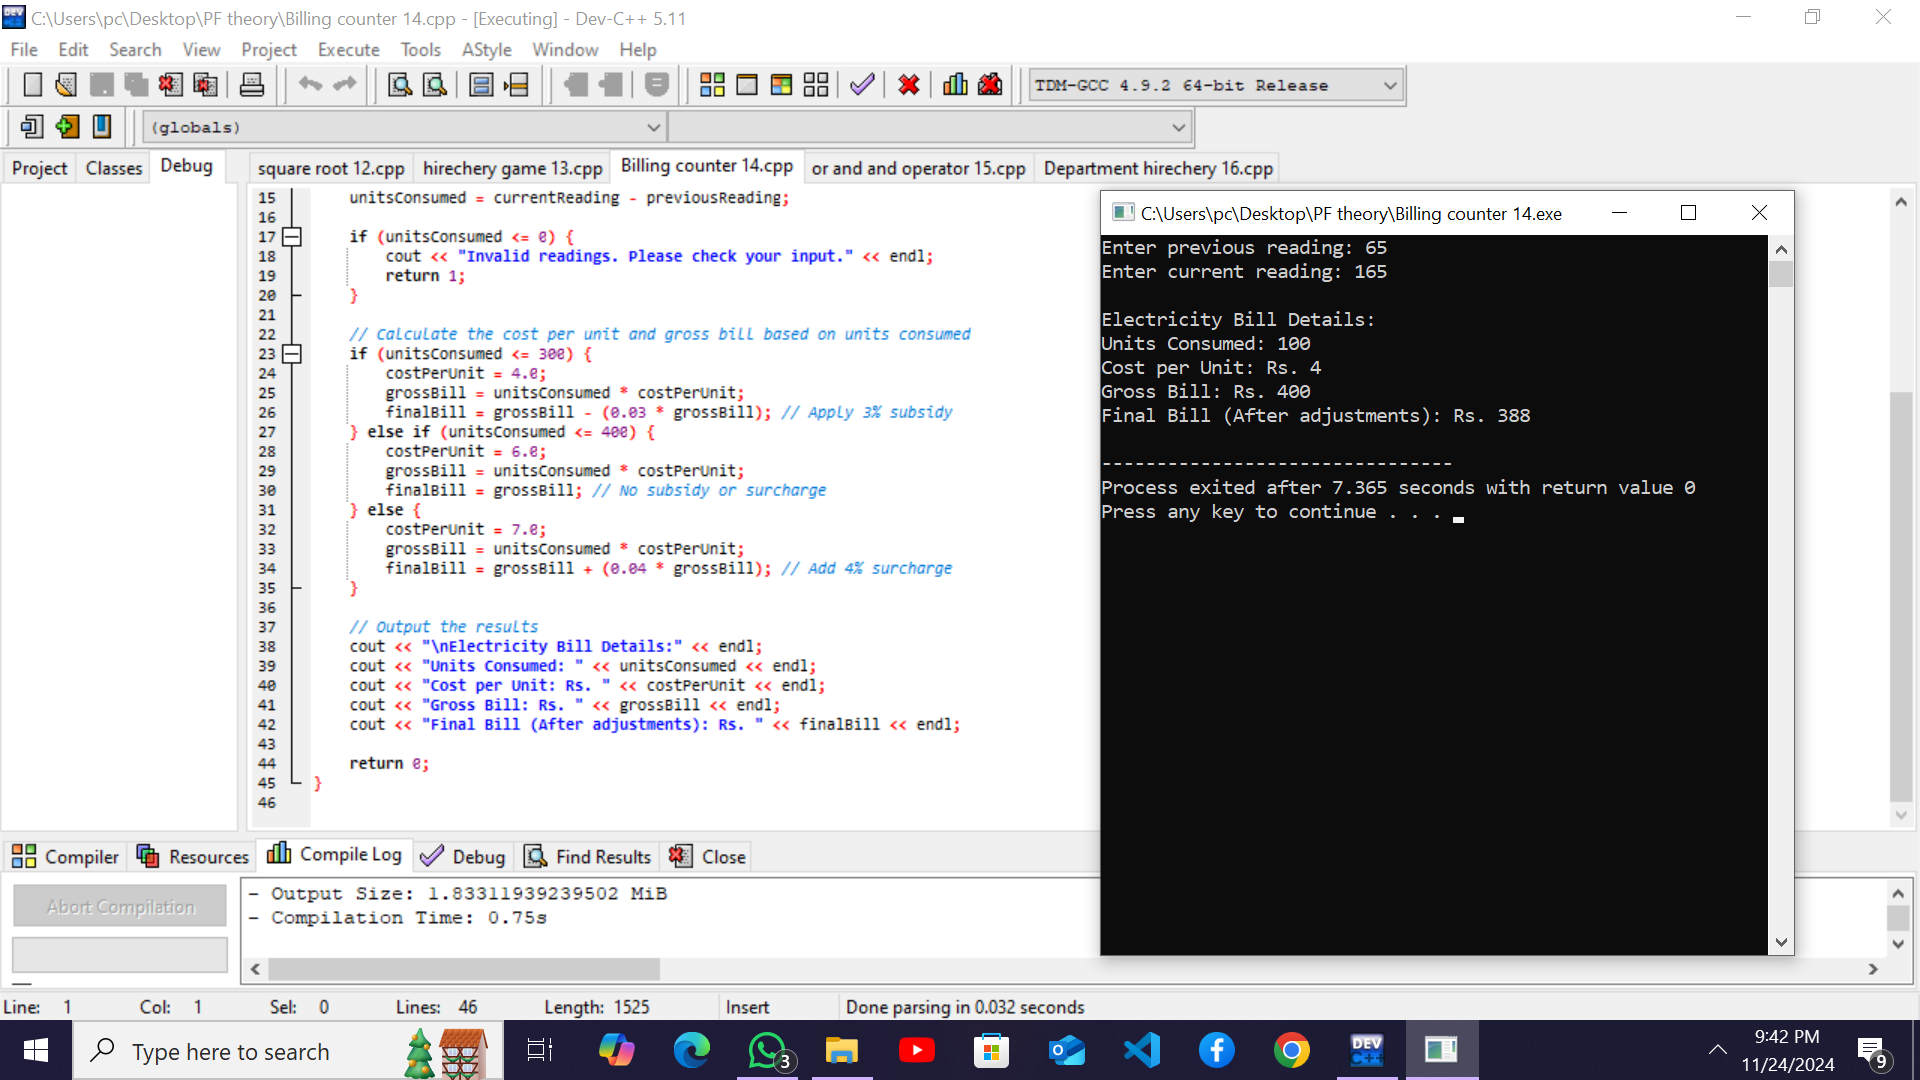 C:\Users\pc\Desktop\PF theory\Billing counter 14.cpp - [Executing] - Dev-C++ 5.11
File Edit Search View Project Execute Tools AStyle Window Help
TDM-GCC 4.9.2 64-bit Release
(globals)
Project Classes Debug
square root 12.cpp hirechery game 13.cpp Billing counter 14.cpp or and and operator 15.cpp Department hirechery 16.cpp
15 unitsConsumed = currentReading - previousReading;
16
17 if (unitsConsumed <= 0) {
18 cout << "Invalid readings. Please check your input." << endl;
19 return 1;
20 }
21
22 // Calculate the cost per unit and gross bill based on units consumed
23 if (unitsConsumed <= 300) {
24 costPerUnit = 4.0;
25 grossBill = unitsConsumed * costPerUnit;
26 finalBill = grossBill - (0.03 * grossBill); // Apply 3% subsidy
27 } else if (unitsConsumed <= 400) {
28 costPerUnit = 6.0;
29 grossBill = unitsConsumed * costPerUnit;
30 finalBill = grossBill; // No subsidy or surcharge
31 } else {
32 costPerUnit = 7.0;
33 grossBill = unitsConsumed * costPerUnit;
34 finalBill = grossBill + (0.04 * grossBill); // Add 4% surcharge
35 }
36
37 // Output the results
38 cout << "\nElectricity Bill Details:" << endl;
39 cout << "Units Consumed: " << unitsConsumed << endl;
40 cout << "Cost per Unit: Rs. " << costPerUnit << endl;
41 cout << "Gross Bill: Rs. " << grossBill << endl;
42 cout << "Final Bill (After adjustments): Rs. " << finalBill << endl;
43
44 return 0;
45 }
46
C:\Users\pc\Desktop\PF theory\Billing counter 14.exe
Enter previous reading: 65
Enter current reading: 165
Electricity Bill Details:
Units Consumed: 100
Cost per Unit: Rs. 4
Gross Bill: Rs. 400
Final Bill (After adjustments): Rs. 388
--------------------------------
Process exited after 7.365 seconds with return value 0
Press any key to continue . . .
Compiler Resources Compile Log Debug Find Results Close
Abort Compilation
- Output Size: 1.83311939239502 MiB
- Compilation Time: 0.75s
Line: 1 Col: 1 Sel: 0 Lines: 46 Length: 1525 Insert Done parsing in 0.032 seconds
Type here to search
3
DEV C++
9:42 PM
11/24/2024
9